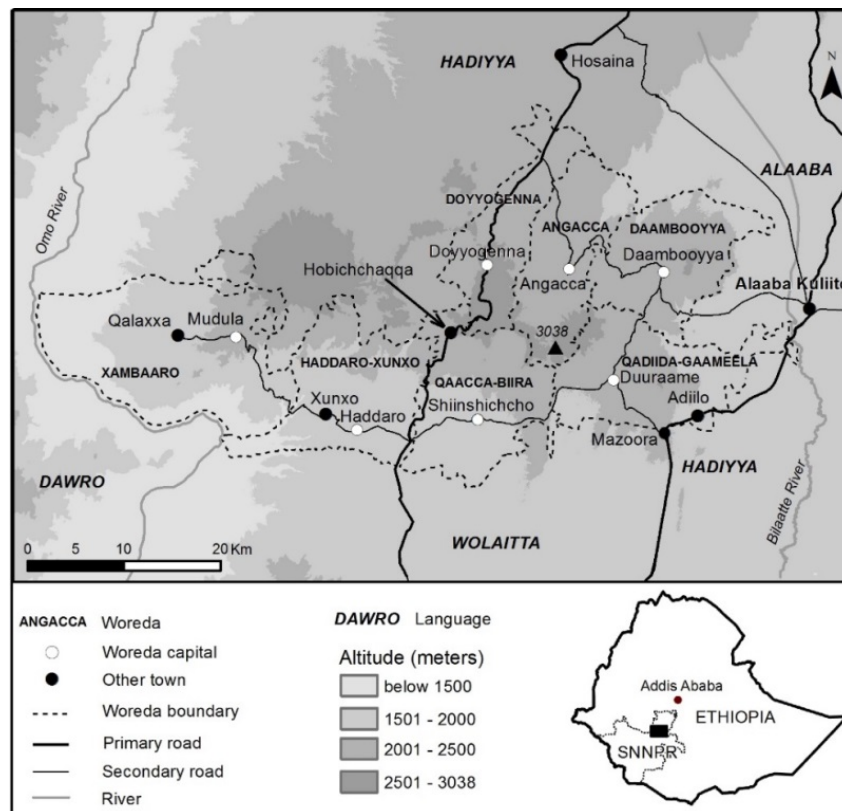 HADIYYA
Hosaina
N
ALAABA
Omo River
DOYYOGENNA
ANGACCA
DAAMBOOYYA
Doyyogenna
Daambooyya
Hobichchaqqa
Angacca
Alaaba Kuliito
Qalaxxa
Mudula
3038
HADDARO-XUNXO
QADIIDA-GAAMEELA
XAMBAARO
QAACCA-BIIRA
Duuraame
Xunxo
Shiinshichcho
Adiilo
Haddaro
Mazoora
HADIYYA
DAWRO
Bilaatte River
WOLAITTA
0 10 20 Km
ANGACCA Woreda
Woreda capital
Other town
Woreda boundary
Primary road
Secondary road
River
DAWRO Language
Altitude (meters)
below 1500
1501 - 2000
2001 - 2500
2501 - 3038
Addis Ababa
ETHIOPIA
SNNPR